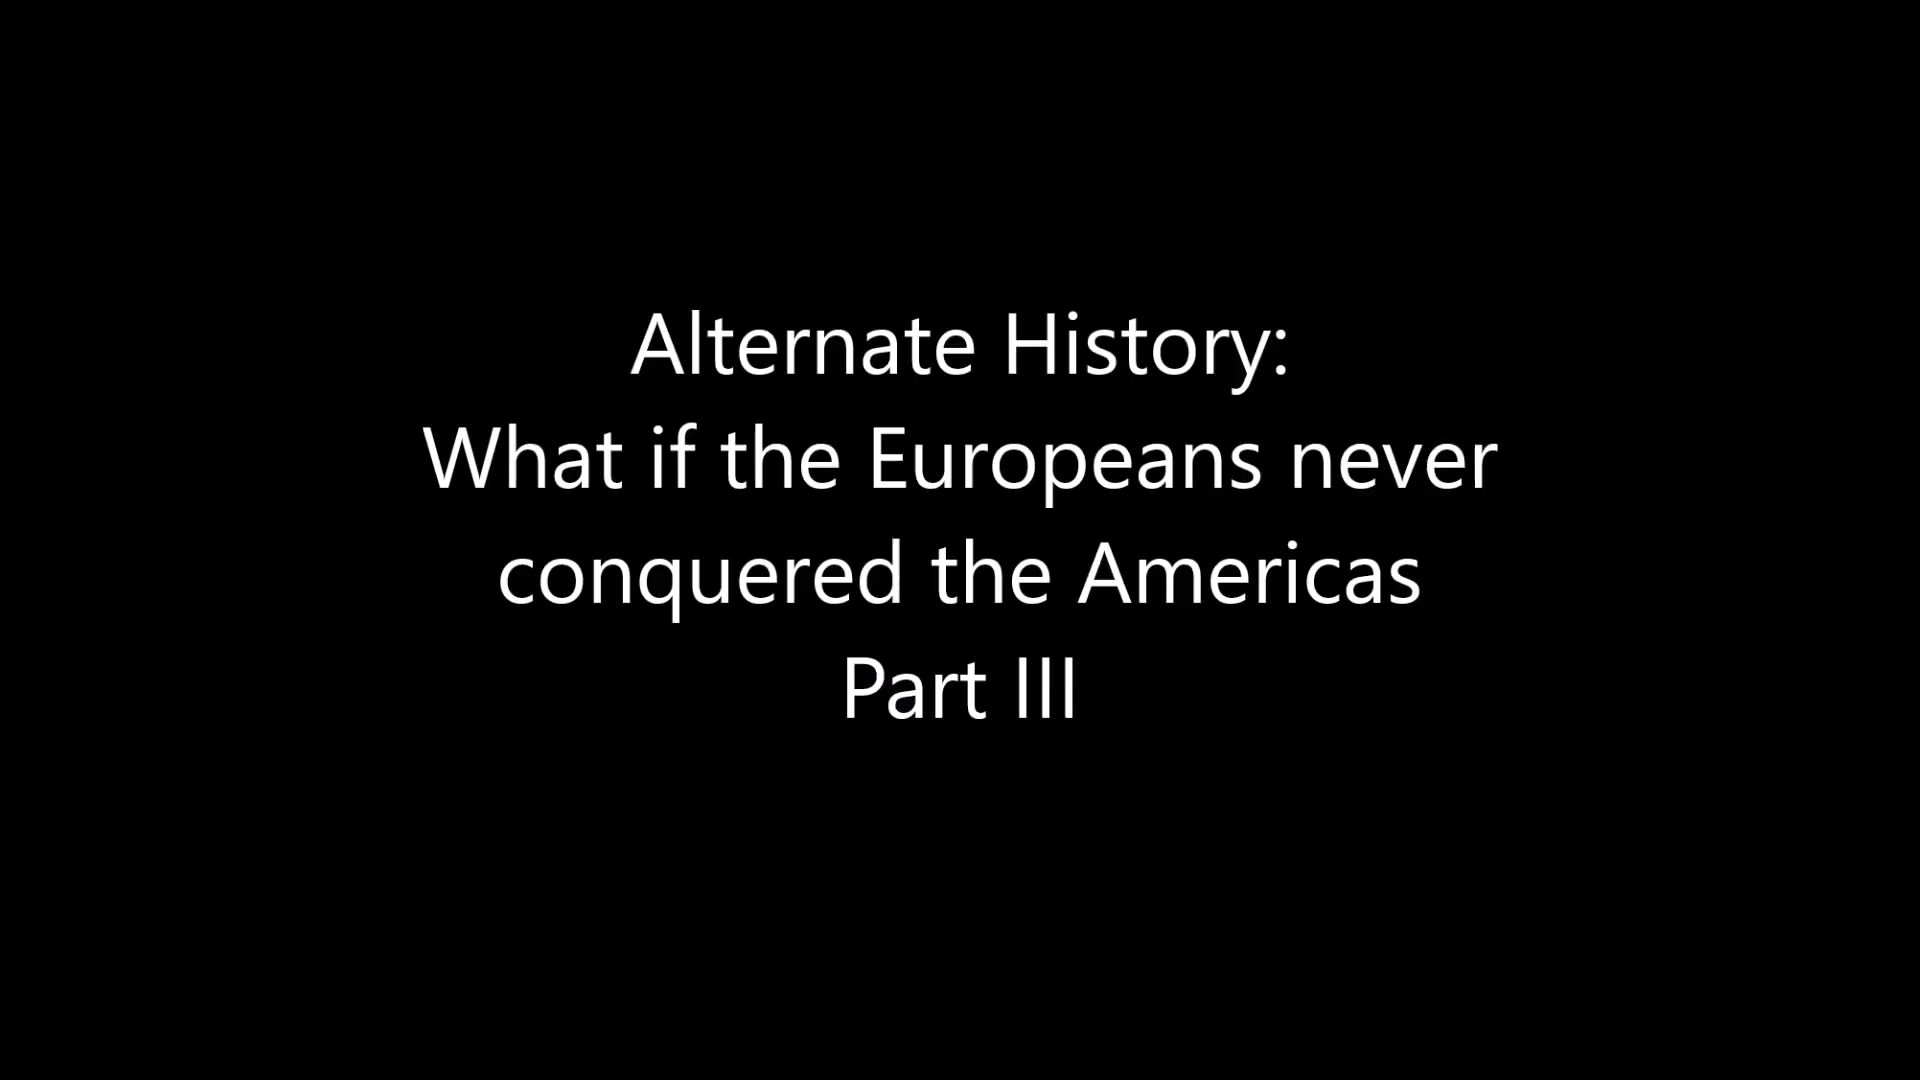 Alternate History:
What if the Europeans never
conquered the Americas
Part III